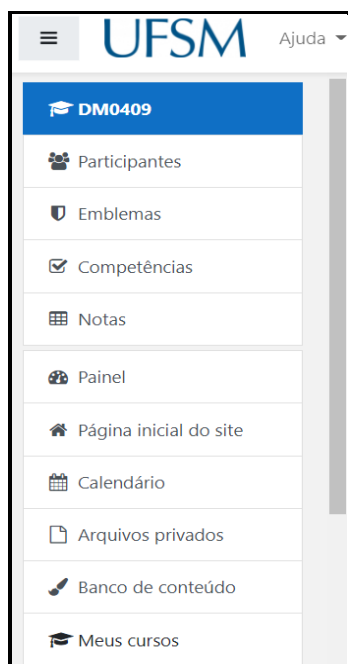 UFSM Ajuda
DM0409
Participantes
Emblemas
Competências
Notas
Painel
Página inicial do site
Calendário
Arquivos privados
Banco de conteúdo
Meus cursos